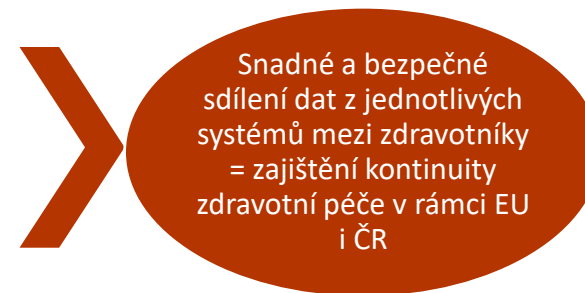 Snadné a bezpečné
sdílení dat z jednotlivých
systémů mezi zdravotníky
= zajištění kontinuity
zdravotní péče v rámci EU
i ČR